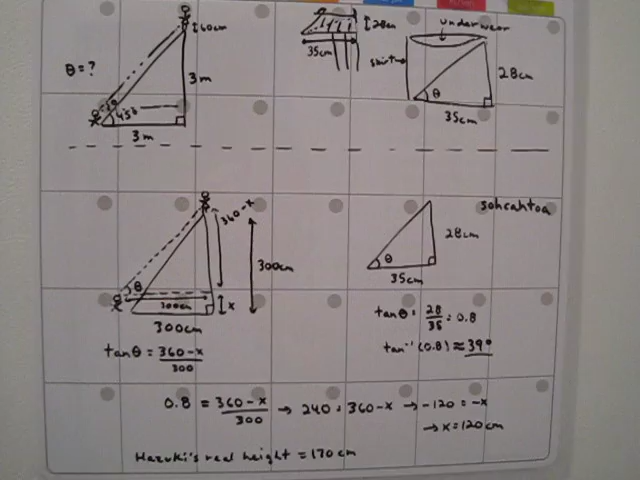 60cm
θ = ?
3m
45°
3m
28cm
35cm
underwear
skirt
28cm
θ
35cm
sohcahtoa
360-x
θ
300cm
300cm
x
300cm
28cm
θ
35cm
tanθ = 360-x / 300
tanθ = 28/35 = 0.8
tan⁻¹(0.8) ≈ 39°
0.8 = 360-x / 300 → 240 = 360-x → -120 = -x
→ x = 120cm
Hazuki's real height = 170cm